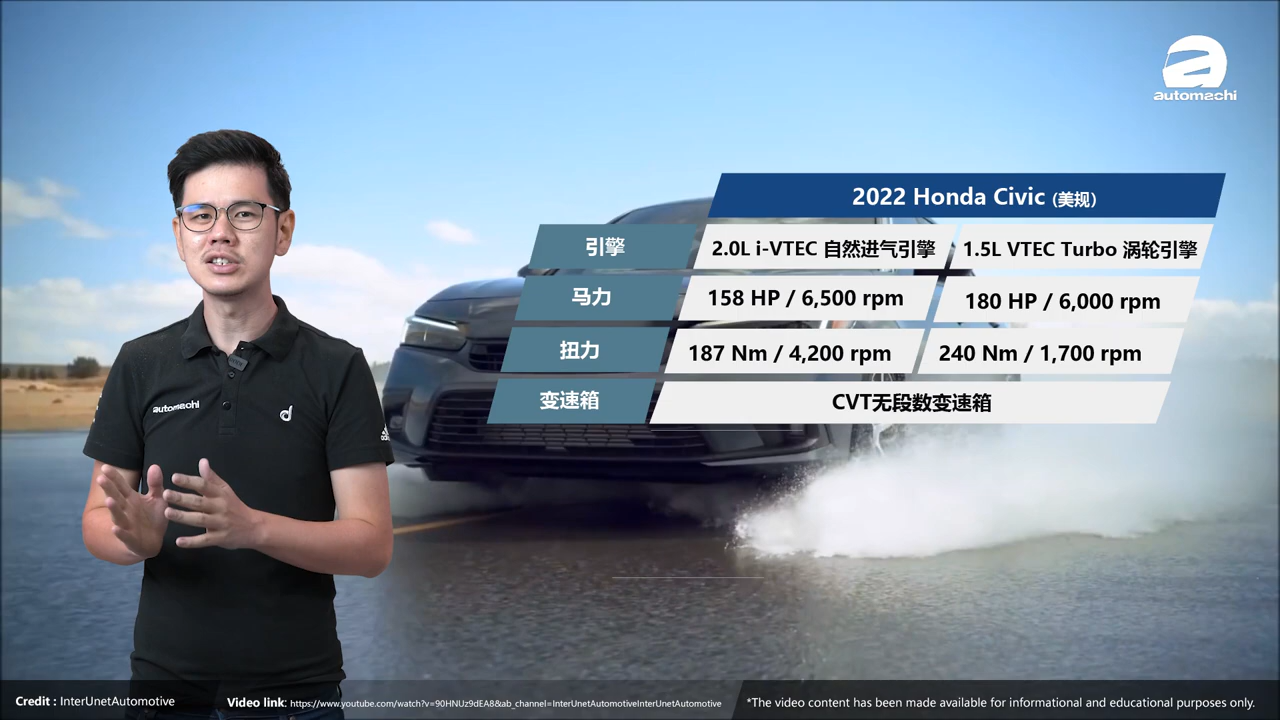 automachi
2022 Honda Civic (美规)
引擎 2.0L i-VTEC 自然进气引擎 1.5L VTEC Turbo 涡轮引擎
马力 158 HP / 6,500 rpm 180 HP / 6,000 rpm
扭力 187 Nm / 4,200 rpm 240 Nm / 1,700 rpm
变速箱 CVT无段数变速箱
automachi
Credit : InterUnetAutomotive Video link: https://www.youtube.com/watch?v=90HNUz9dEA8&ab_channel=InterUnetAutomotiveInterUnetAutomotive *The video content has been made available for informational and educational purposes only.